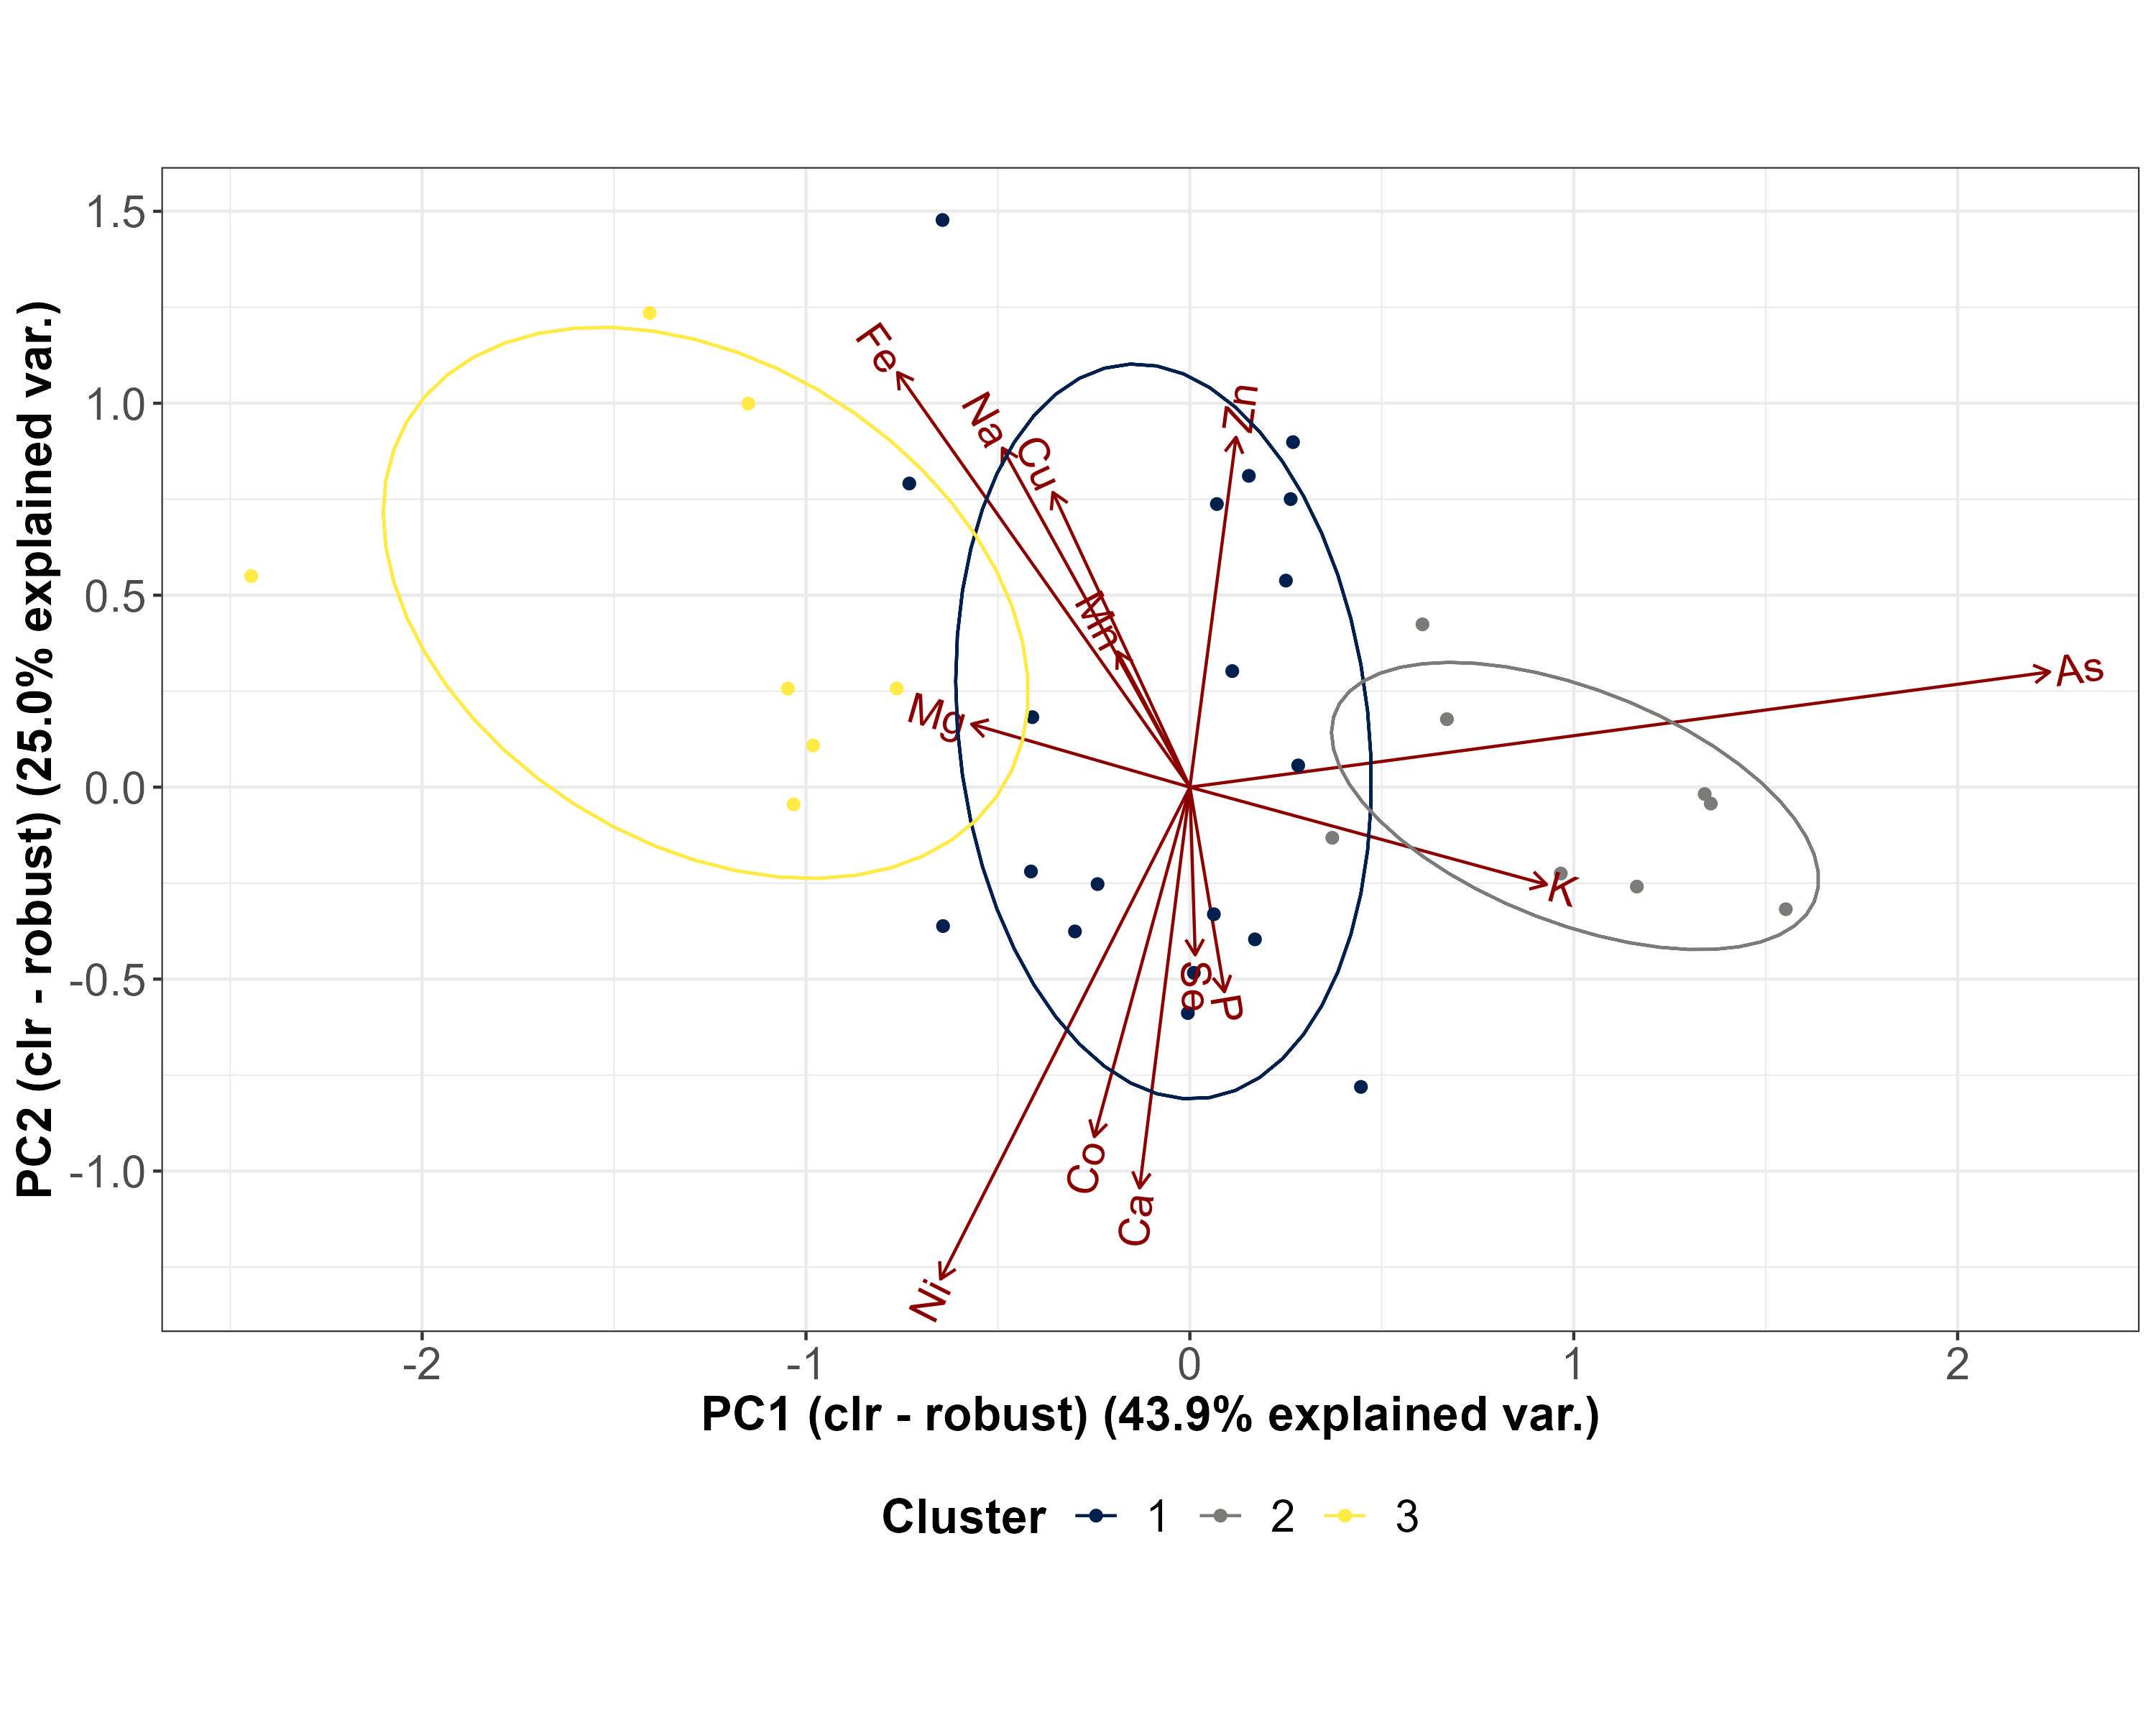 PC2 (clr - robust) (25.0% explained var.)
1.5
1.0
0.5
0.0
-0.5
-1.0
Fe
Na
Cu
Zn
Mn
Mg
As
K
Se
P
Co
Ca
Ni
-2 -1 0 1 2
PC1 (clr - robust) (43.9% explained var.)
Cluster 1 2 3